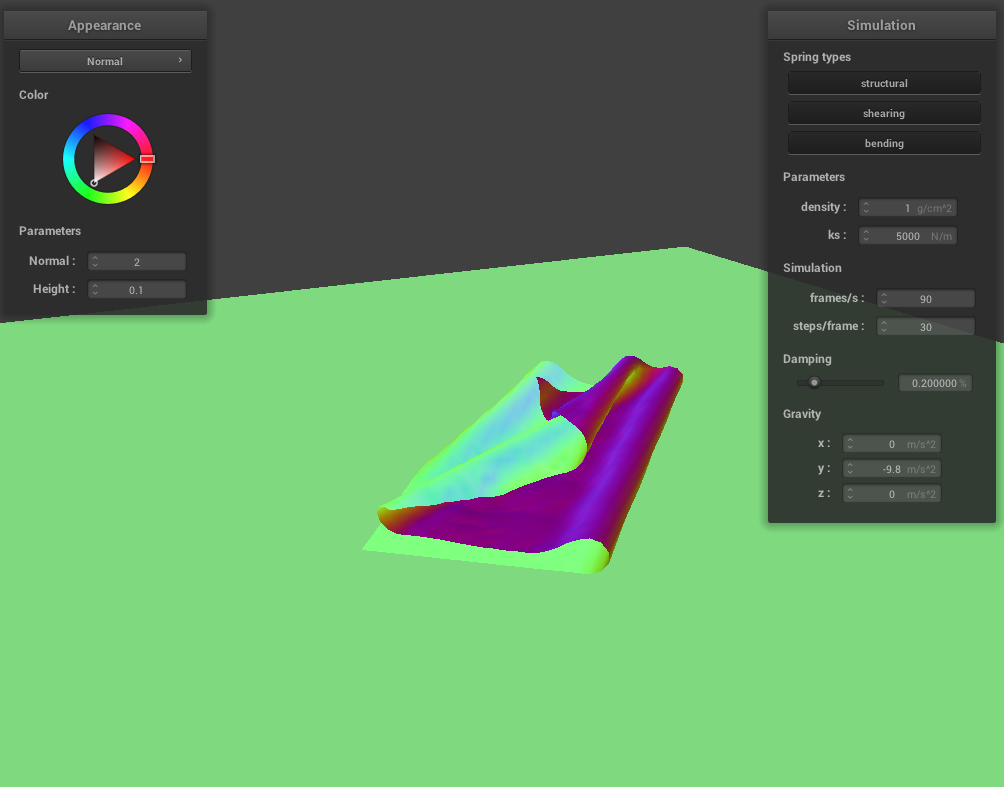 Appearance
Normal
Color
Parameters
Normal : 2
Height : 0.1
Simulation
Spring types
structural
shearing
bending
Parameters
density : 1 g/cm^2
ks : 5000 N/m
Simulation
frames/s : 90
steps/frame : 30
Damping
0.200000 %
Gravity
x : 0 m/s^2
y : -9.8 m/s^2
z : 0 m/s^2